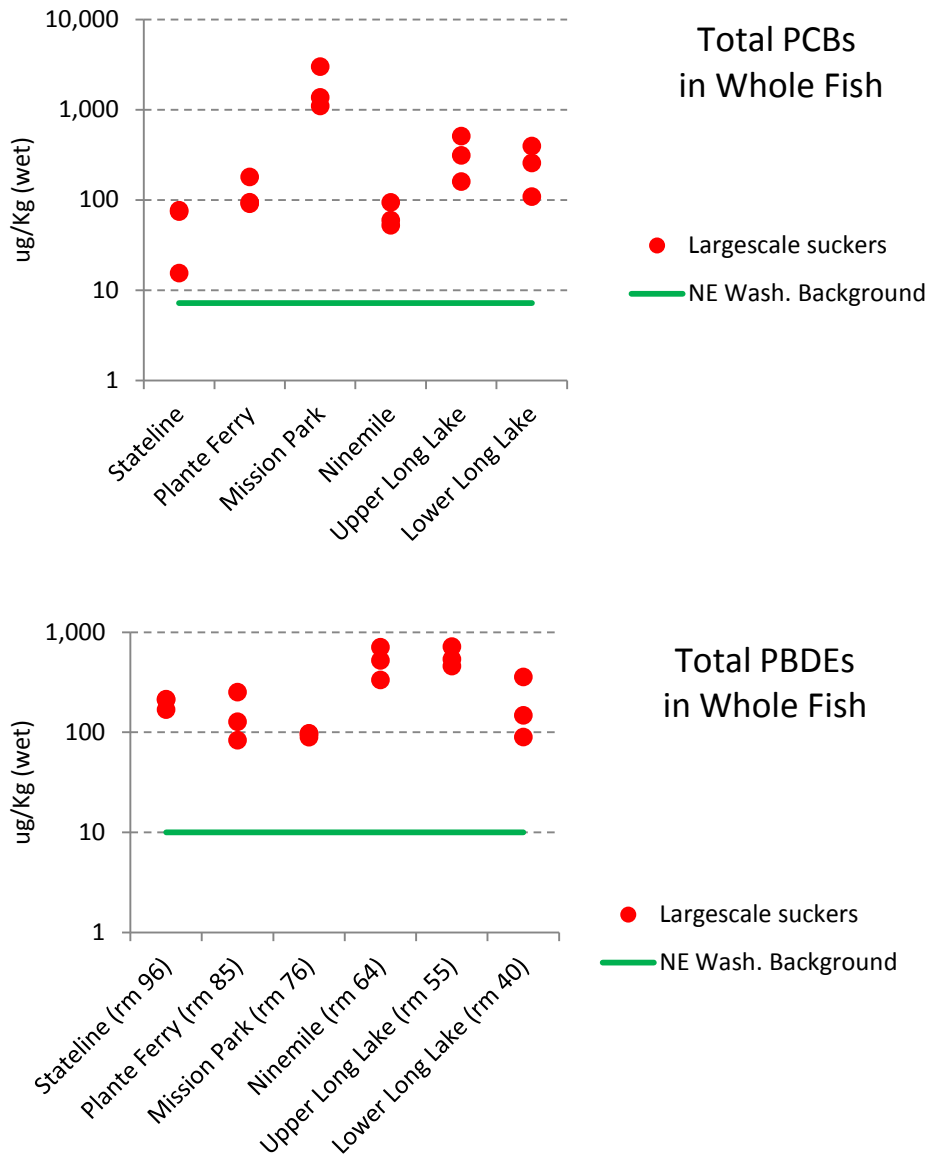 Total PCBs
in Whole Fish
ug/Kg (wet)
10,000
1,000
100
10
1
Stateline
Plante Ferry
Mission Park
Ninemile
Upper Long Lake
Lower Long Lake
Largescale suckers
NE Wash. Background
Total PBDEs
in Whole Fish
ug/Kg (wet)
1,000
100
10
1
Stateline (rm 96)
Plante Ferry (rm 85)
Mission Park (rm 76)
Ninemile (rm 64)
Upper Long Lake (rm 55)
Lower Long Lake (rm 40)
Largescale suckers
NE Wash. Background